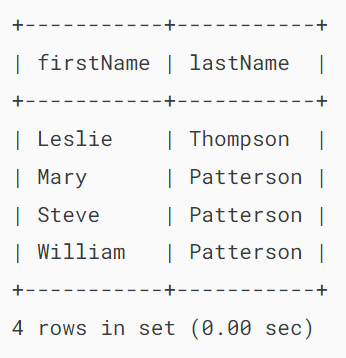 +-----------+-----------+
| firstName | lastName  |
+-----------+-----------+
| Leslie    | Thompson  |
| Mary      | Patterson |
| Steve     | Patterson |
| William   | Patterson |
+-----------+-----------+
4 rows in set (0.00 sec)